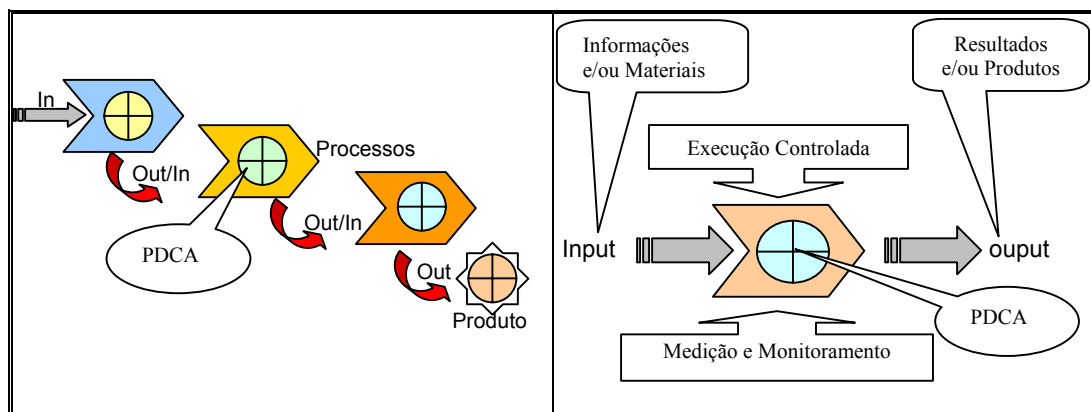 In
Out/In
Processos
PDCA
Out/In
Out
Produto
Informações
e/ou Materiais
Resultados
e/ou Produtos
Execução Controlada
Input
ouput
PDCA
Medição e Monitoramento